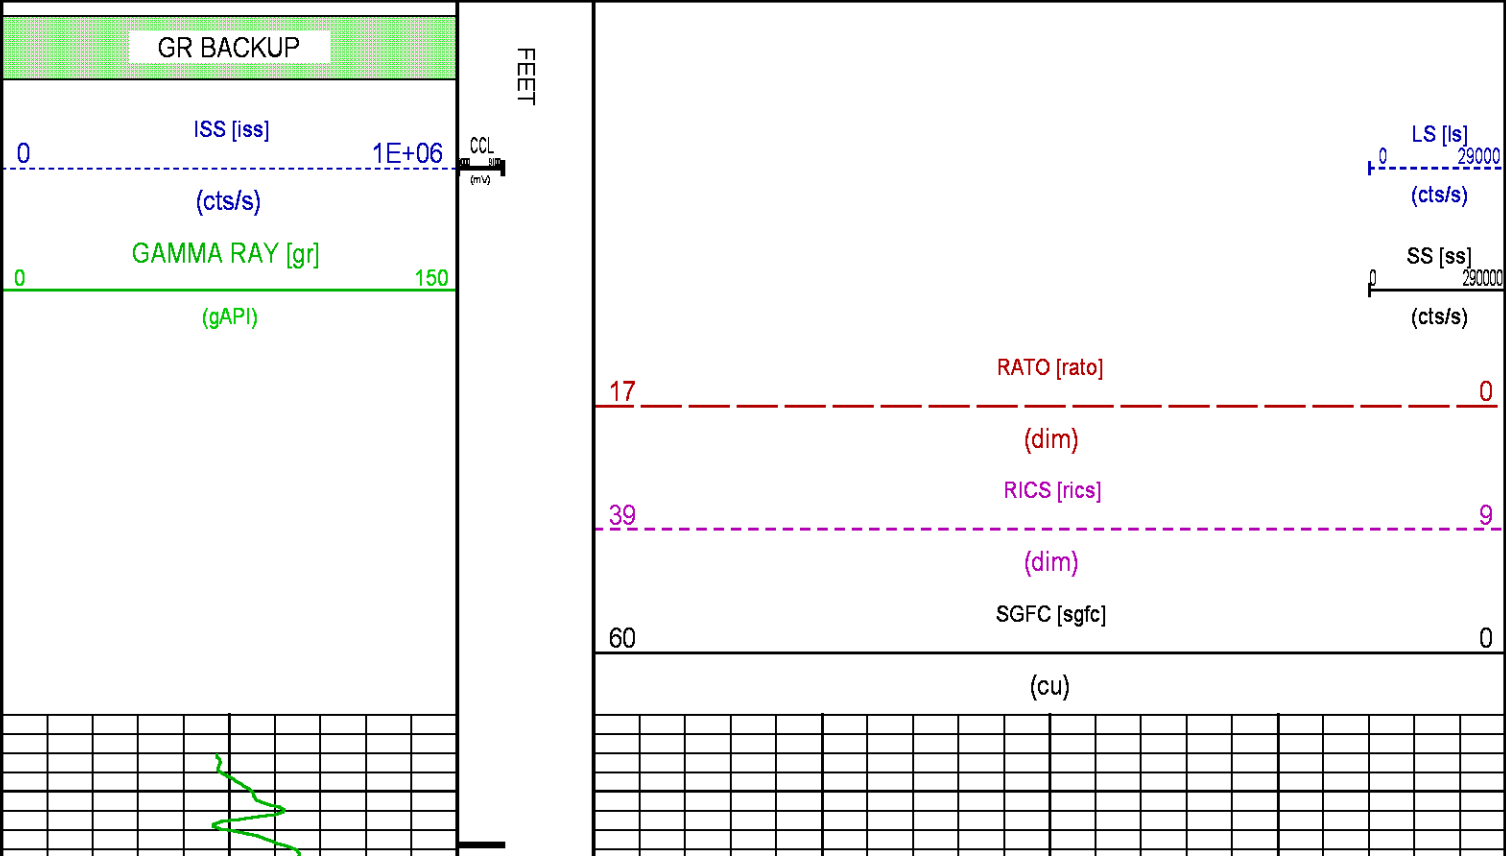 GR BACKUP
FEET
ISS [iss]
0 1E+06
(cts/s)
CCL
(mV)
LS [ls]
0 29000
(cts/s)
GAMMA RAY [gr]
0 150
(gAPI)
SS [ss]
0 290000
(cts/s)
RATO [rato]
17 0
(dim)
RICS [rics]
39 9
(dim)
SGFC [sgfc]
60 0
(cu)